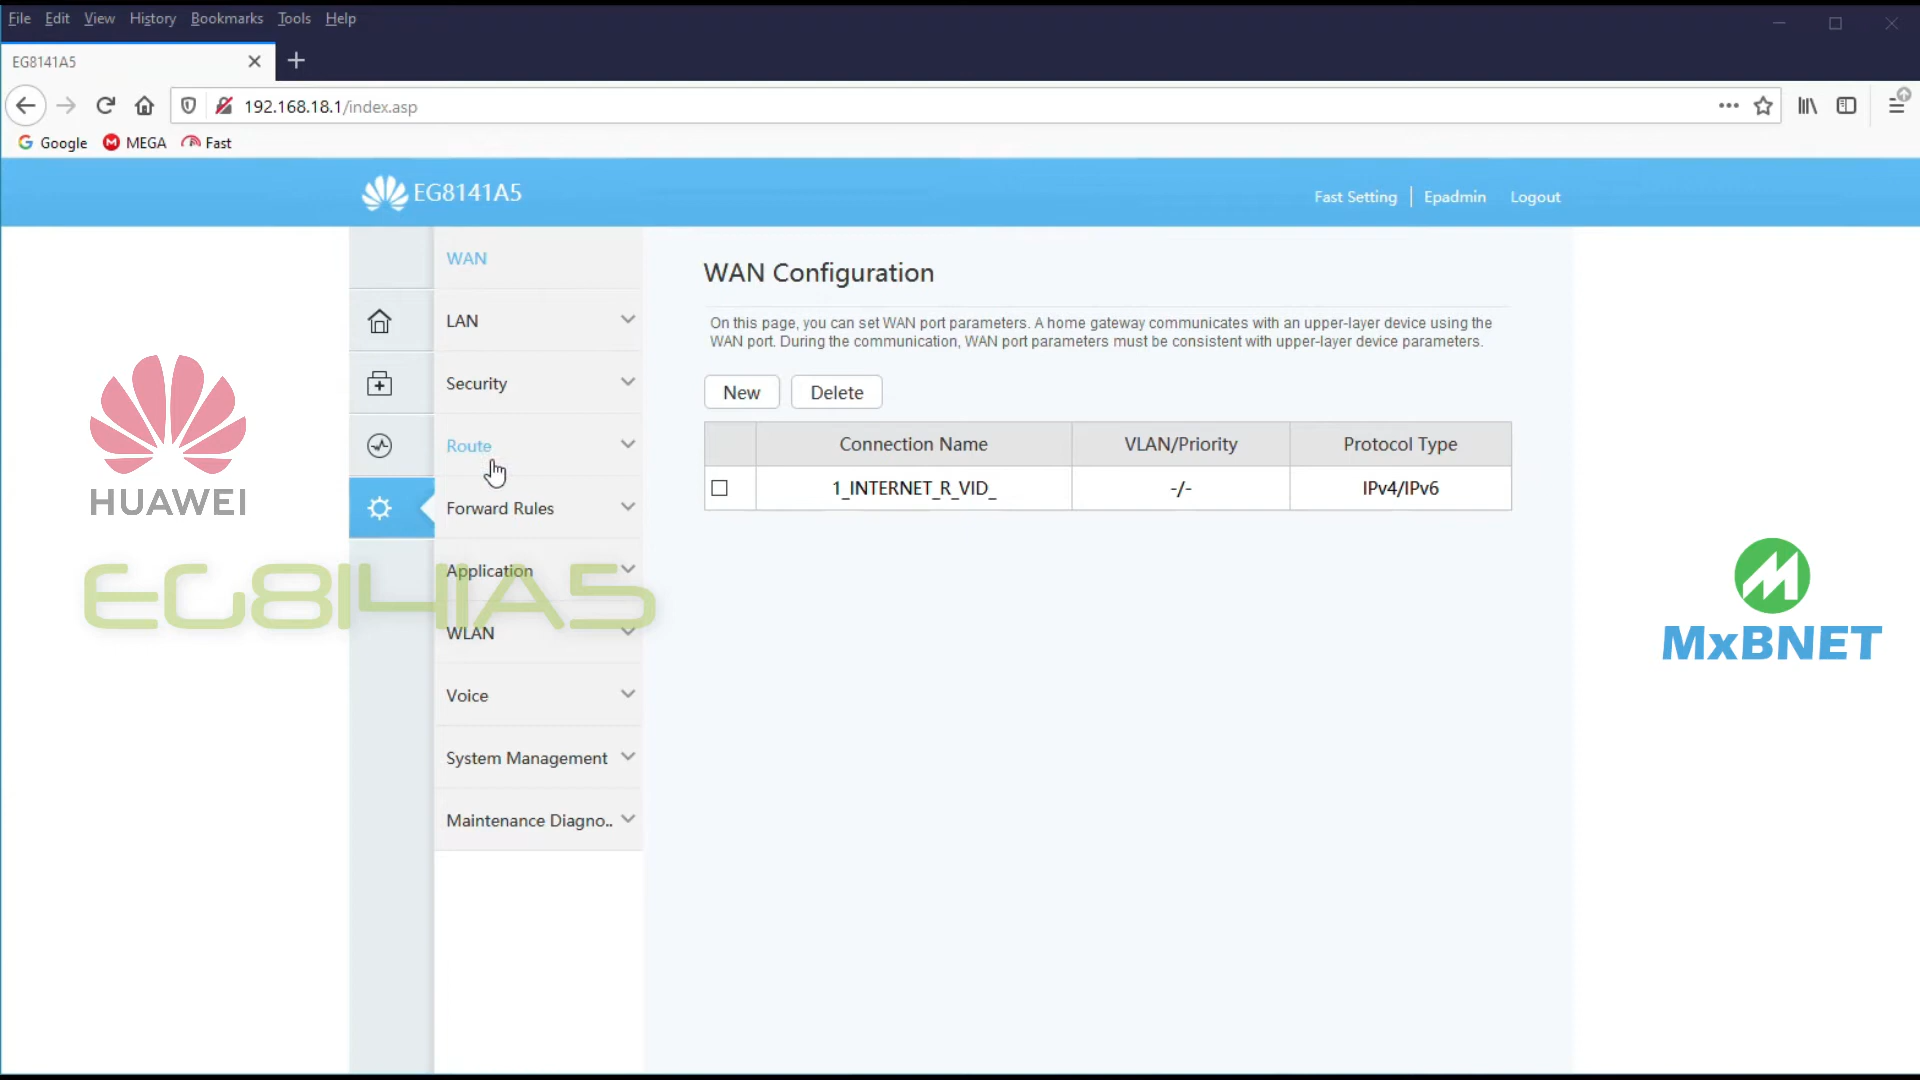 File Edit View History Bookmarks Tools Help
EG8141A5
192.168.18.1/index.asp
Google MEGA Fast
EG8141A5
Fast Setting Epadmin Logout
WAN
LAN
Security
Route
Forward Rules
Application
WLAN
Voice
System Management
Maintenance Diagno..
WAN Configuration
On this page, you can set WAN port parameters. A home gateway communicates with an upper-layer device using the
WAN port. During the communication, WAN port parameters must be consistent with upper-layer device parameters.
New Delete
Connection Name VLAN/Priority Protocol Type
1_INTERNET_R_VID_ -/- IPv4/IPv6
HUAWEI
EG8141A5
MxBNET